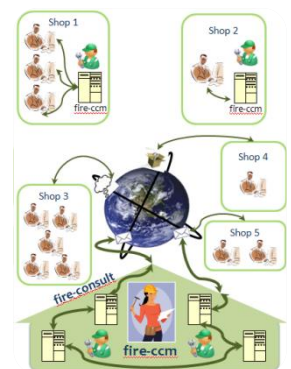 Shop 1
fire-ccm
Shop 2
fire-ccm
Shop 3
Shop 4
Shop 5
fire-consult
fire-ccm